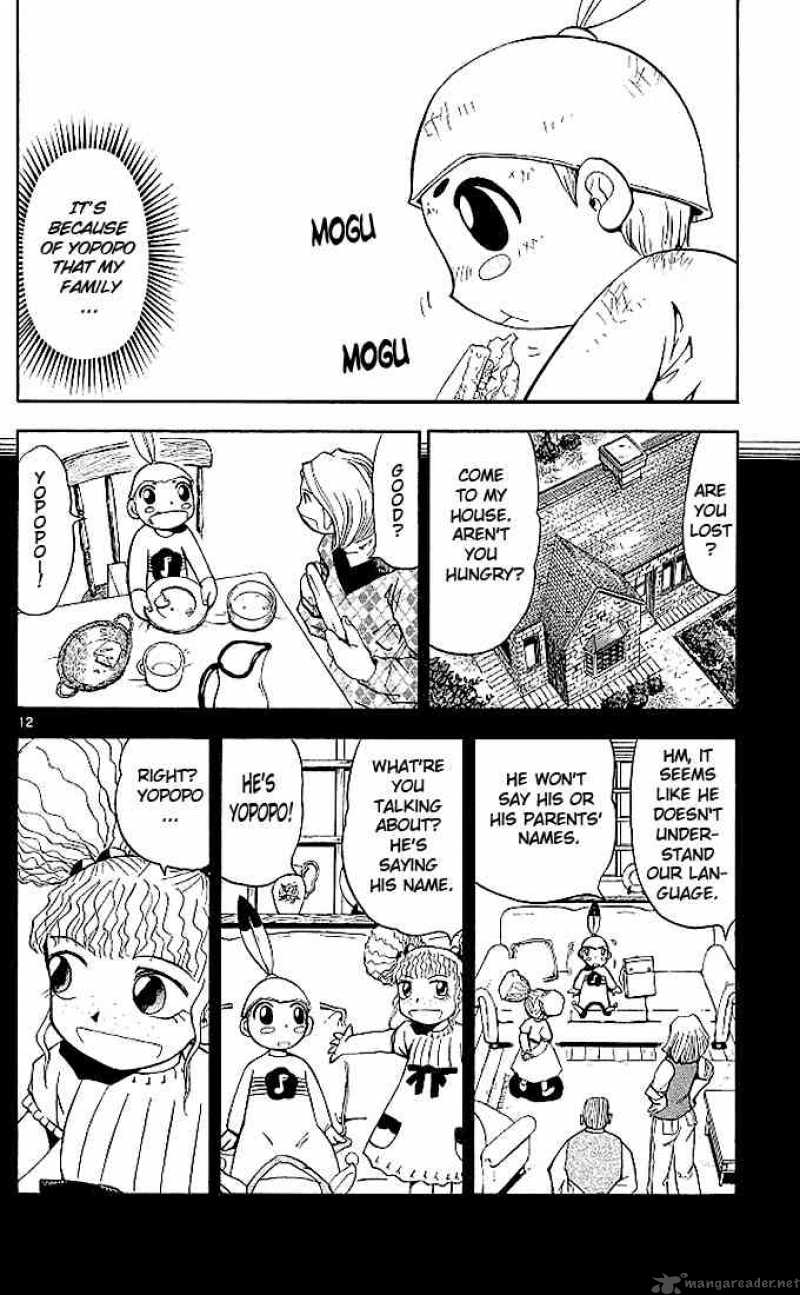 MOGU
IT'S
BECAUSE
OF YOPOPO
THAT MY
FAMILY
...
MOGU
ARE
YOU
LOST
?
COME
TO MY
HOUSE.
AREN'T
YOU
HUNGRY?
GOOD?
YOPOPOI!
12
HM, IT
SEEMS
LIKE HE
DOESN'T
UNDER-
STAND
OUR LAN-
GUAGE.
HE WON'T
SAY HIS OR
HIS PARENTS'
NAMES.
WHAT'RE
YOU
TALKING
ABOUT?
HE'S
SAYING
HIS NAME.
HE'S
YOPOPO!
RIGHT?
YOPOPO
...
mangareader.net